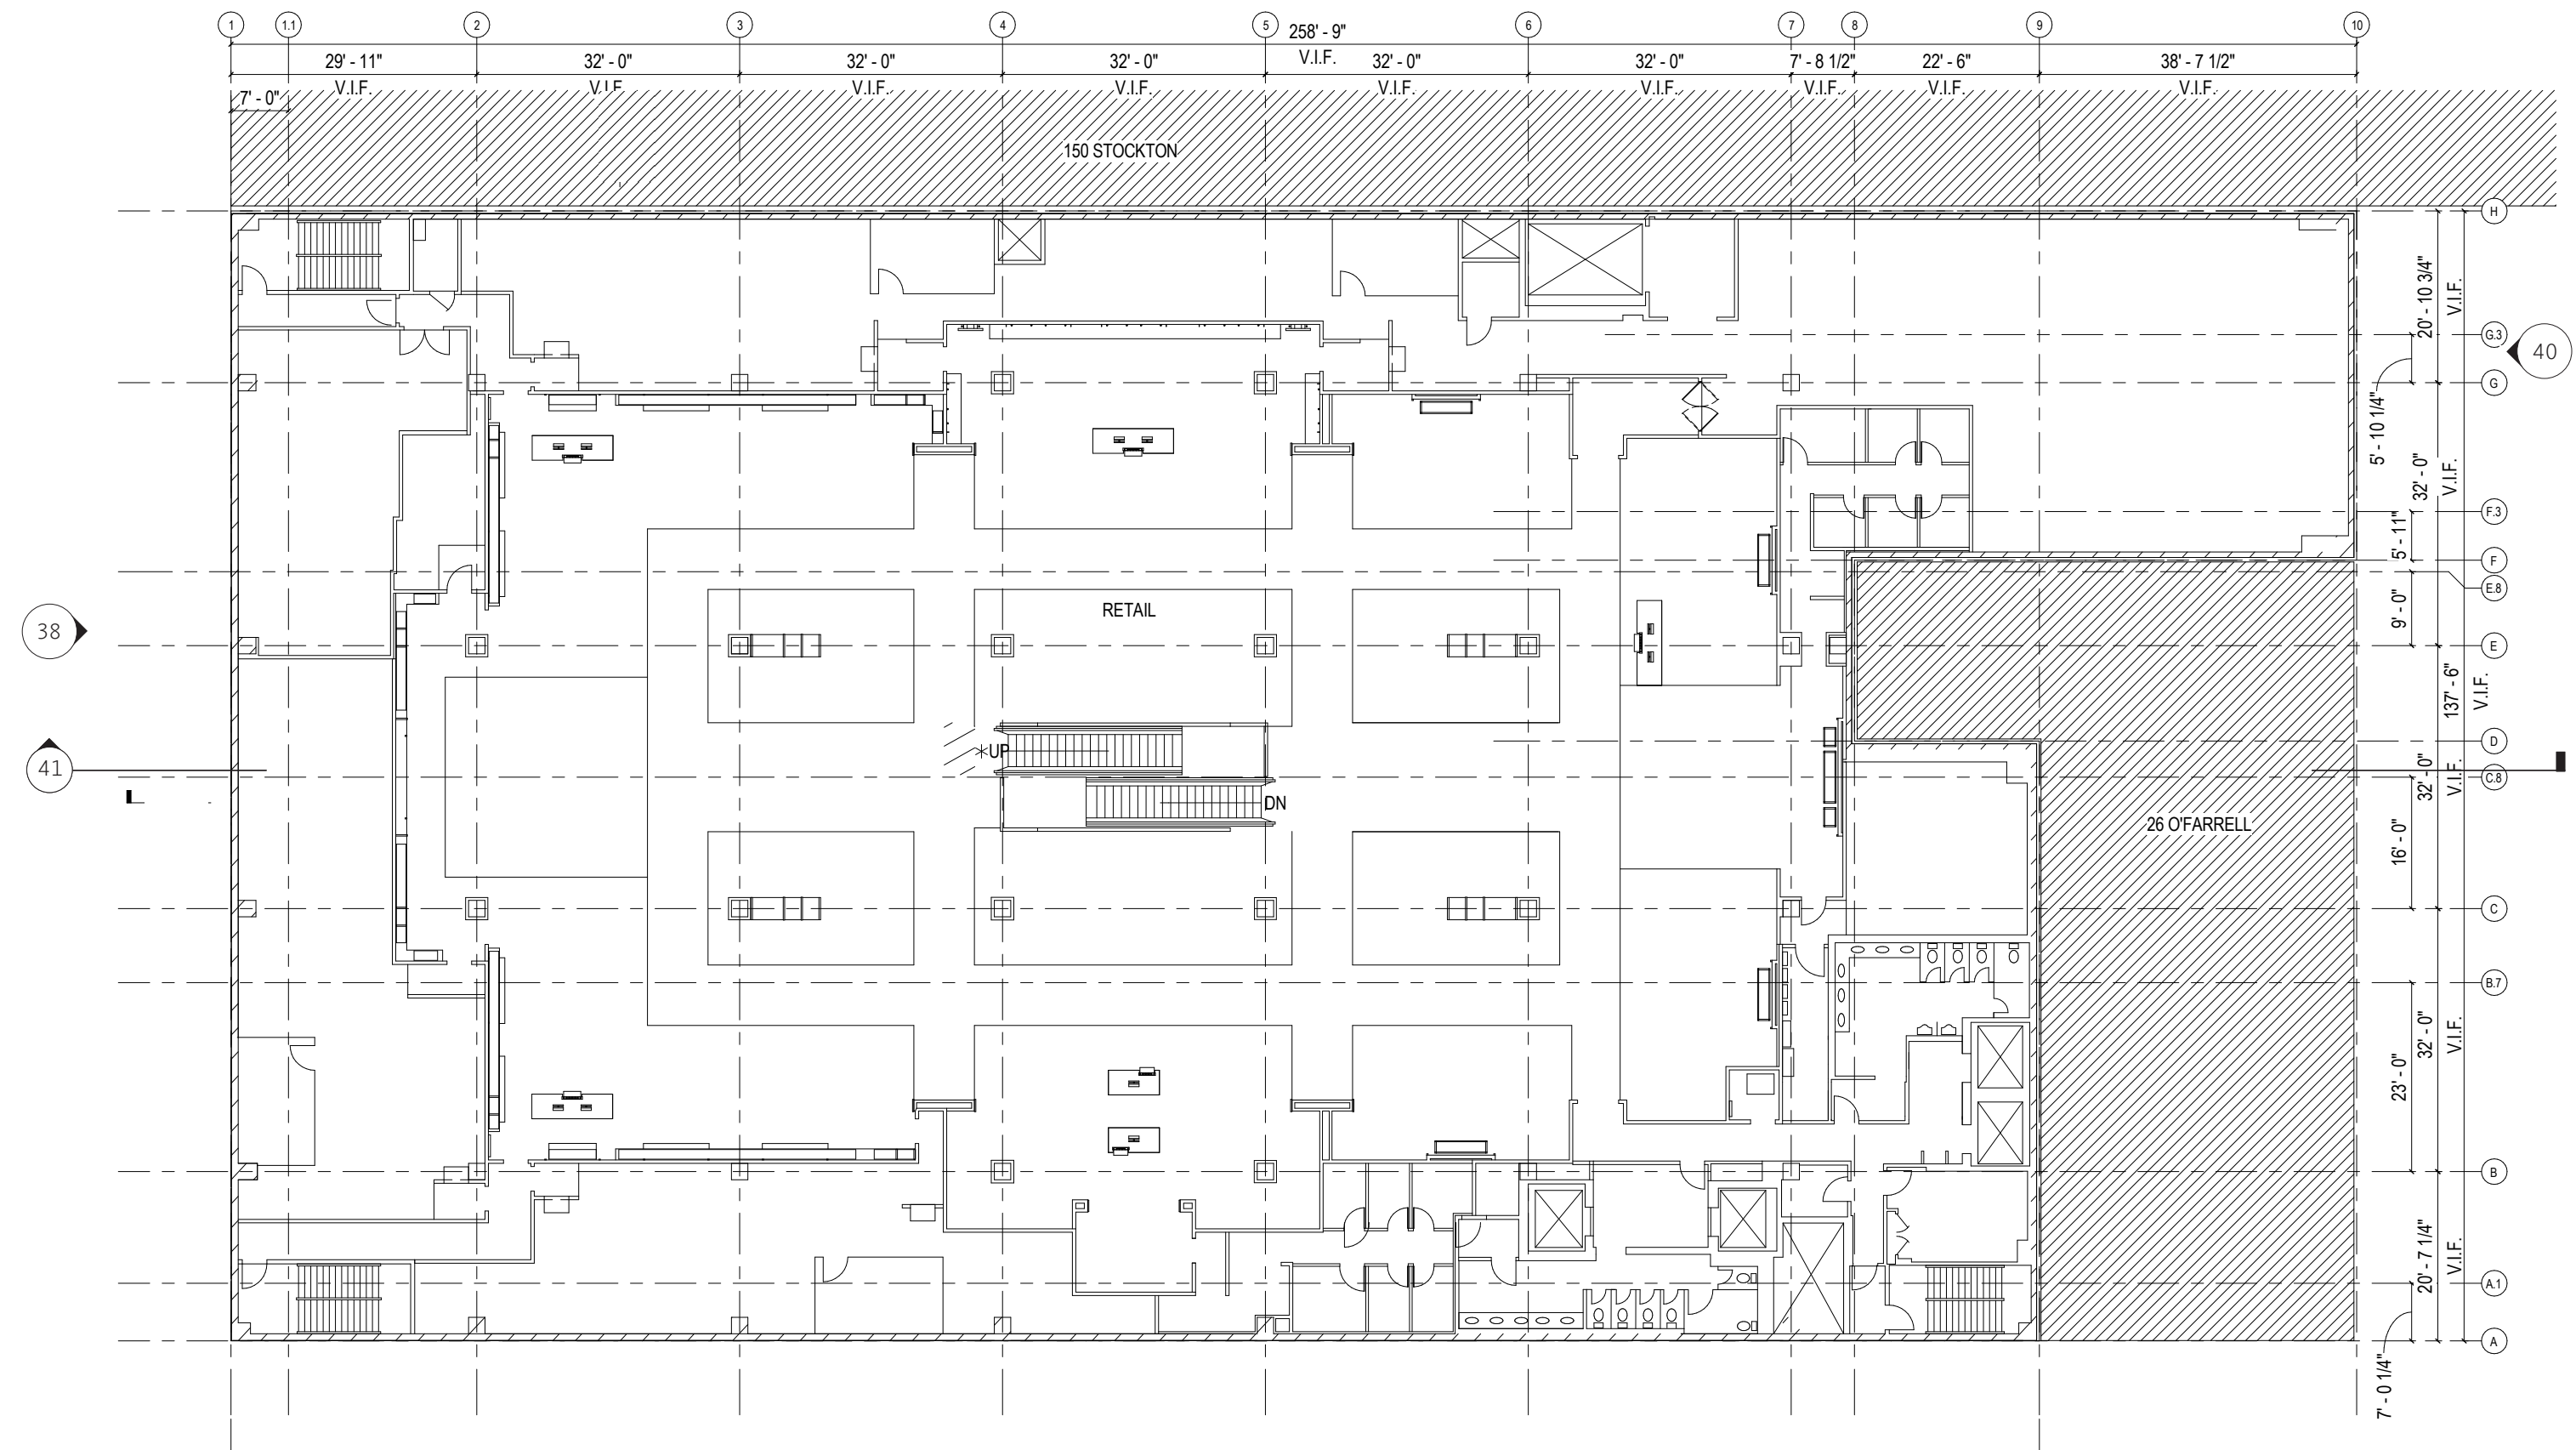 1
1.1
2
3
4
5
6
7
8
9
10
258' - 9"
V.I.F.
29' - 11"
32' - 0"
32' - 0"
32' - 0"
32' - 0"
32' - 0"
7' - 8 1/2"
22' - 6"
38' - 7 1/2"
V.I.F.
V.I.F.
V.I.F.
V.I.F.
V.I.F.
V.I.F.
V.I.F.
V.I.F.
V.I.F.
7' - 0"
150 STOCKTON
H
20' - 10 3/4"
V.I.F.
G.3
40
G
5' - 10 1/4"
32' - 0"
V.I.F.
F.3
5' - 11"
F
E.8
9' - 0"
RETAIL
38
E
137' - 6"
V.I.F.
UP
D
41
32' - 0"
V.I.F.
C.8
DN
26 O'FARRELL
16' - 0"
C
B.7
32' - 0"
V.I.F.
23' - 0"
B
20' - 7 1/4"
V.I.F.
A.1
A
7' - 0 1/4"